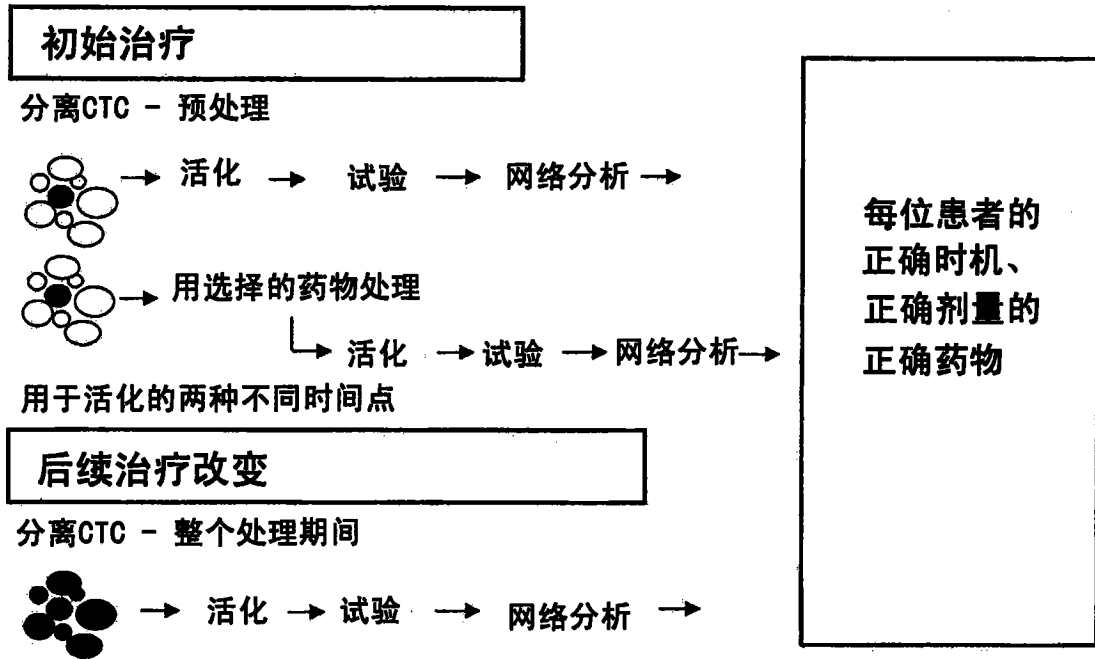 初始治疗
分离CTC - 预处理
活化 试验 网络分析
用选择的药物处理
活化 试验 网络分析
用于活化的两种不同时间点
后续治疗改变
分离CTC - 整个处理期间
活化 试验 网络分析
每位患者的
正确时机、
正确剂量的
正确药物